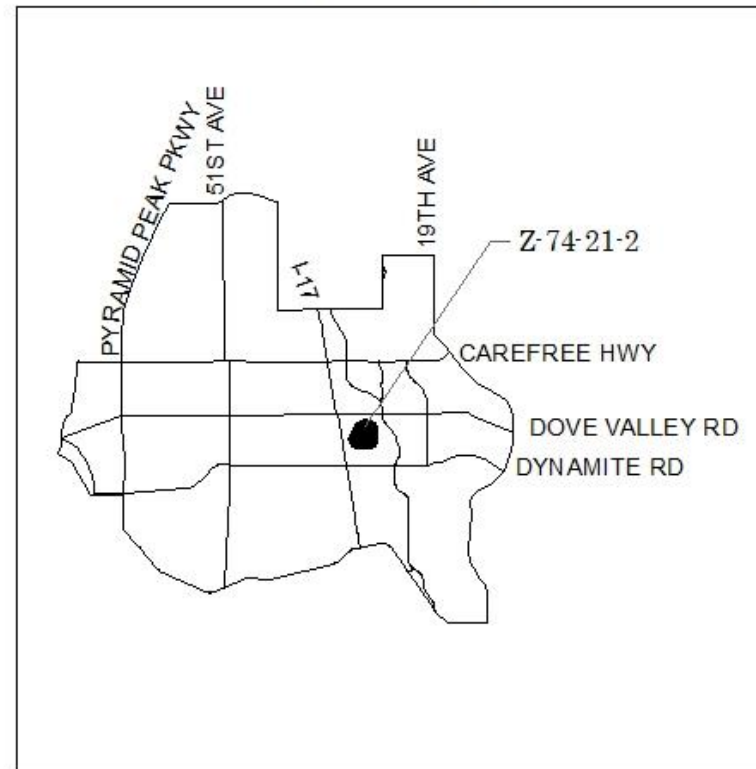 PYRAMID PEAK PKWY
51ST AVE
19TH AVE
Z-74-21-2
I-17
CAREFREE HWY
DOVE VALLEY RD
DYNAMITE RD